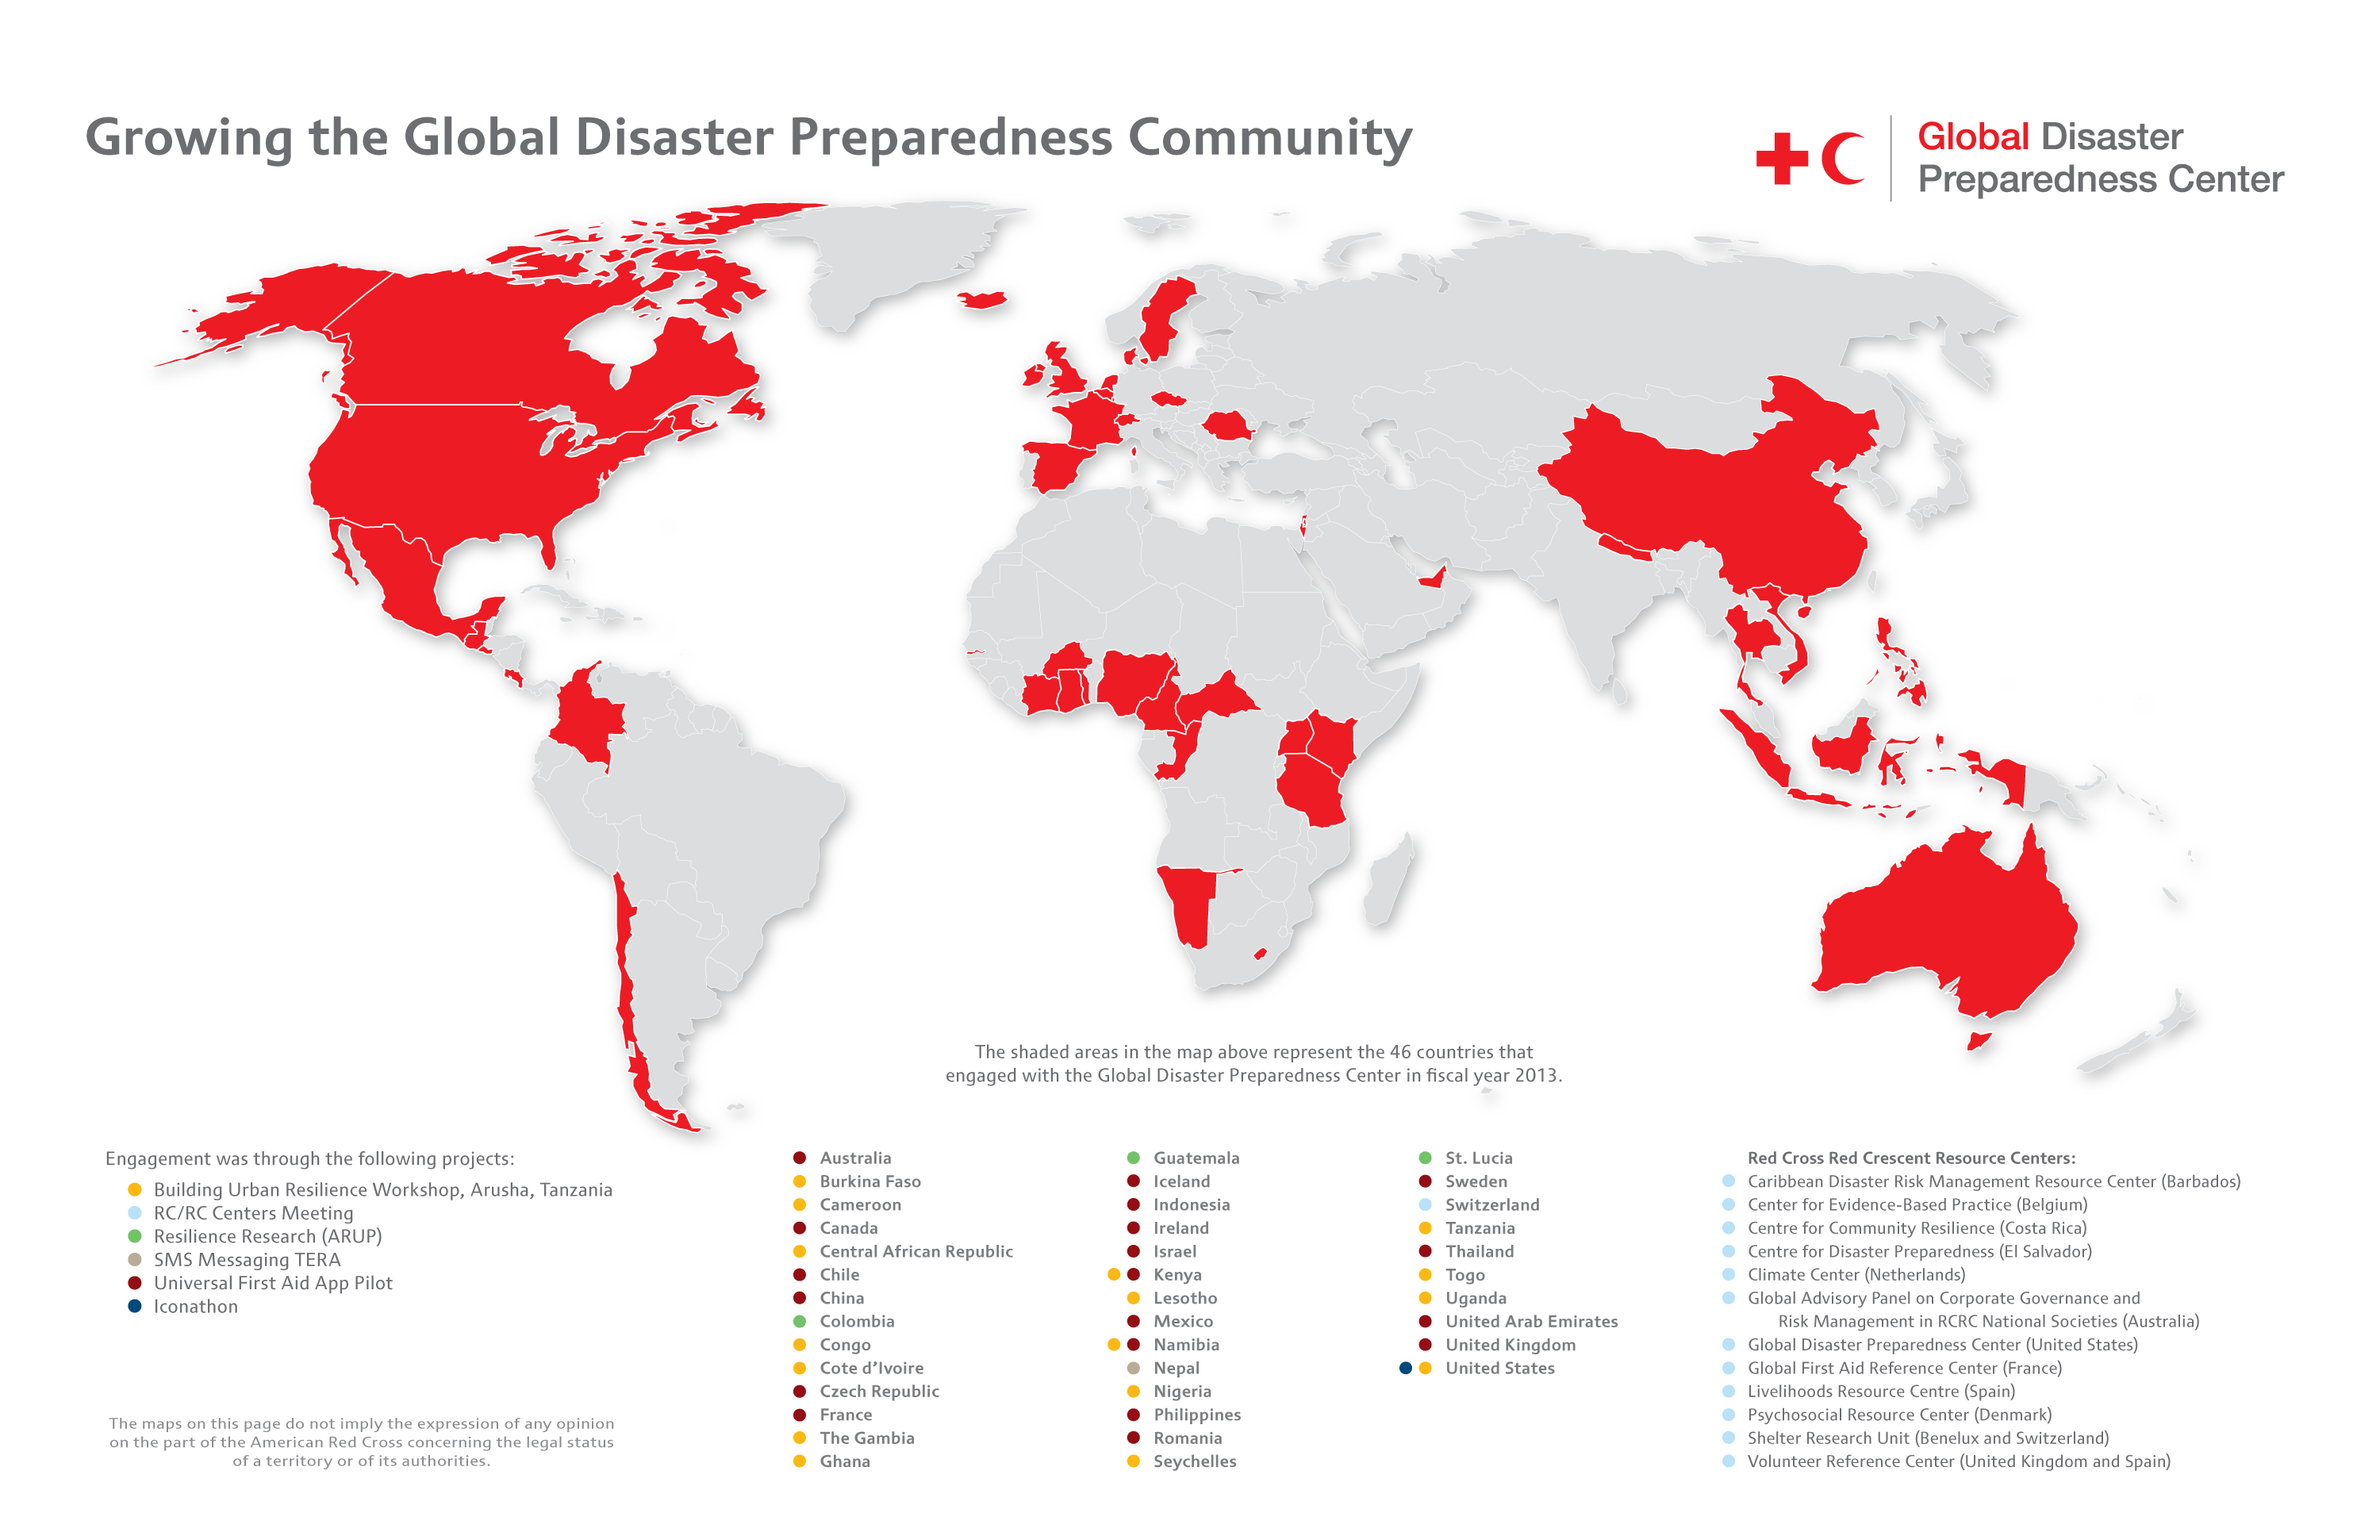 Growing the Global Disaster Preparedness Community
Global Disaster
Preparedness Center
The shaded areas in the map above represent the 46 countries that
engaged with the Global Disaster Preparedness Center in fiscal year 2013.
Engagement was through the following projects:
Building Urban Resilience Workshop, Arusha, Tanzania
RC/RC Centers Meeting
Resilience Research (ARUP)
SMS Messaging TERA
Universal First Aid App Pilot
Iconathon
The maps on this page do not imply the expression of any opinion
on the part of the American Red Cross concerning the legal status
of a territory or of its authorities.
Australia
Burkina Faso
Cameroon
Canada
Central African Republic
Chile
China
Colombia
Congo
Cote d’Ivoire
Czech Republic
France
The Gambia
Ghana
Guatemala
Iceland
Indonesia
Ireland
Israel
Kenya
Lesotho
Mexico
Namibia
Nepal
Nigeria
Philippines
Romania
Seychelles
St. Lucia
Sweden
Switzerland
Tanzania
Thailand
Togo
Uganda
United Arab Emirates
United Kingdom
United States
Red Cross Red Crescent Resource Centers:
Caribbean Disaster Risk Management Resource Center (Barbados)
Center for Evidence-Based Practice (Belgium)
Centre for Community Resilience (Costa Rica)
Centre for Disaster Preparedness (El Salvador)
Climate Center (Netherlands)
Global Advisory Panel on Corporate Governance and
Risk Management in RCRC National Societies (Australia)
Global Disaster Preparedness Center (United States)
Global First Aid Reference Center (France)
Livelihoods Resource Centre (Spain)
Psychosocial Resource Center (Denmark)
Shelter Research Unit (Benelux and Switzerland)
Volunteer Reference Center (United Kingdom and Spain)